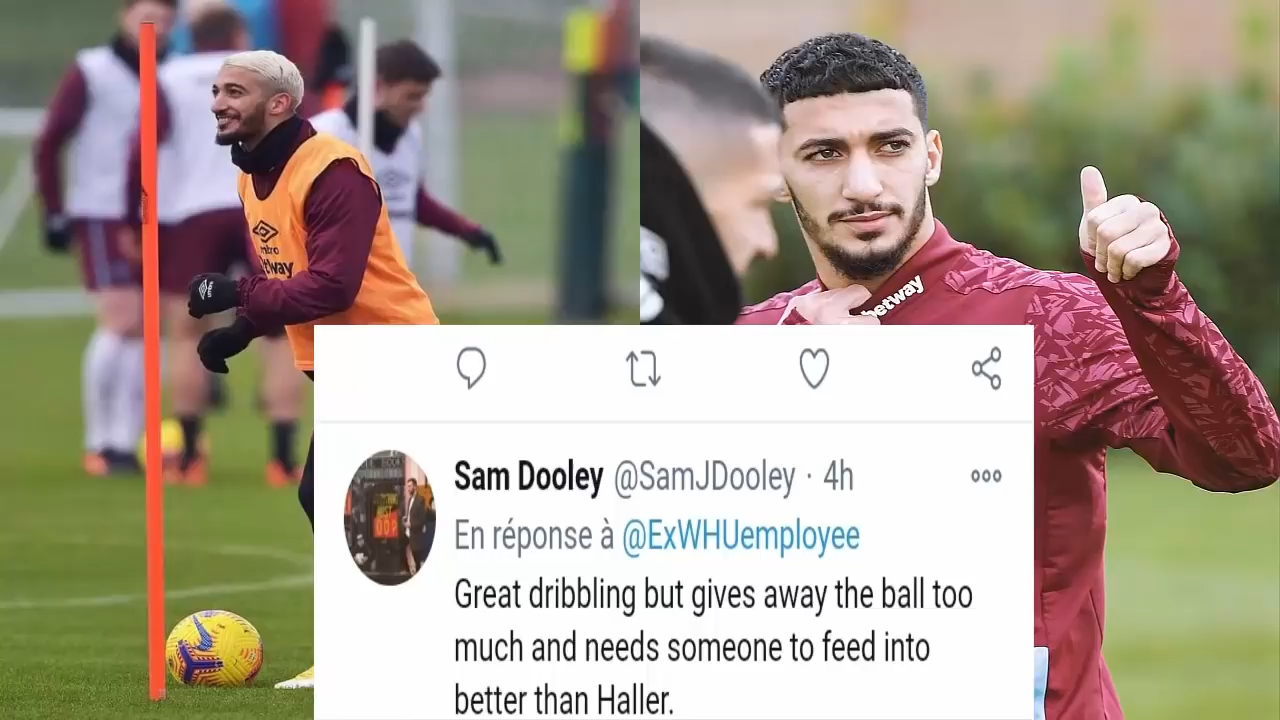 betway
Sam Dooley @SamJDooley · 4h
En réponse à @ExWHUemployee
Great dribbling but gives away the ball too
much and needs someone to feed into
better than Haller.